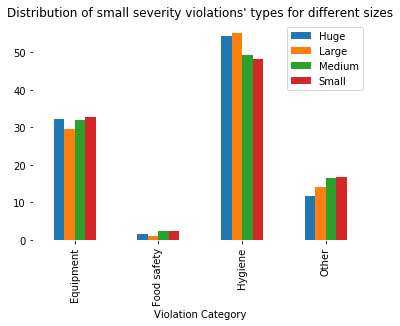 Distribution of small severity violations' types for different sizes
Huge
Large
Medium
Small
50
40
30
20
10
0
Equipment
Food safety
Hygiene
Other
Violation Category